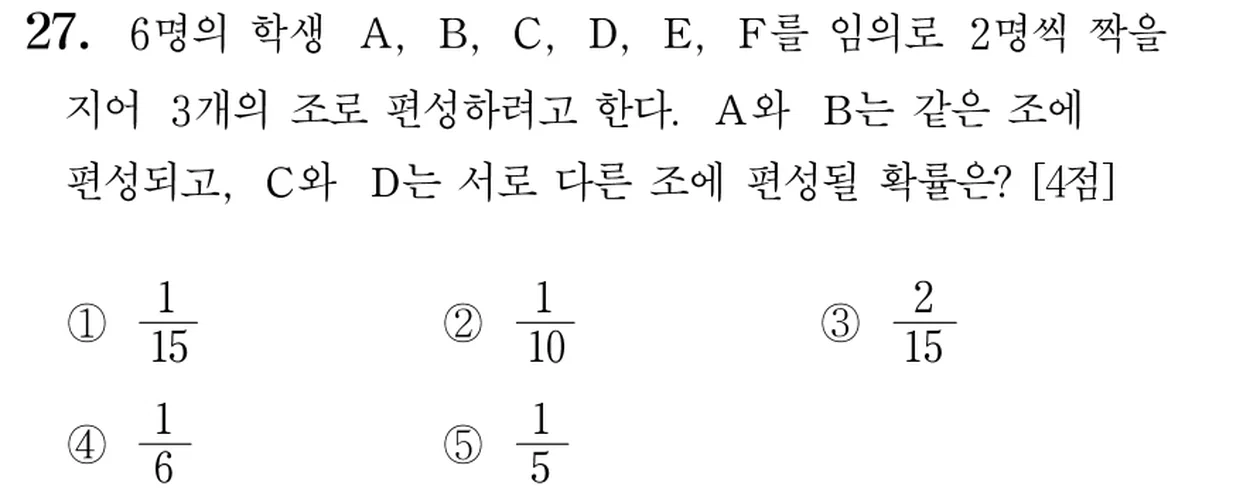 27. 6명의 학생 A, B, C, D, E, F를 임의로 2명씩 짝을
지어 3개의 조로 편성하려고 한다. A와 B는 같은 조에
편성되고, C와 D는 서로 다른 조에 편성될 확률은? [4점]
① 1/15 ② 1/10 ③ 2/15
④ 1/6 ⑤ 1/5